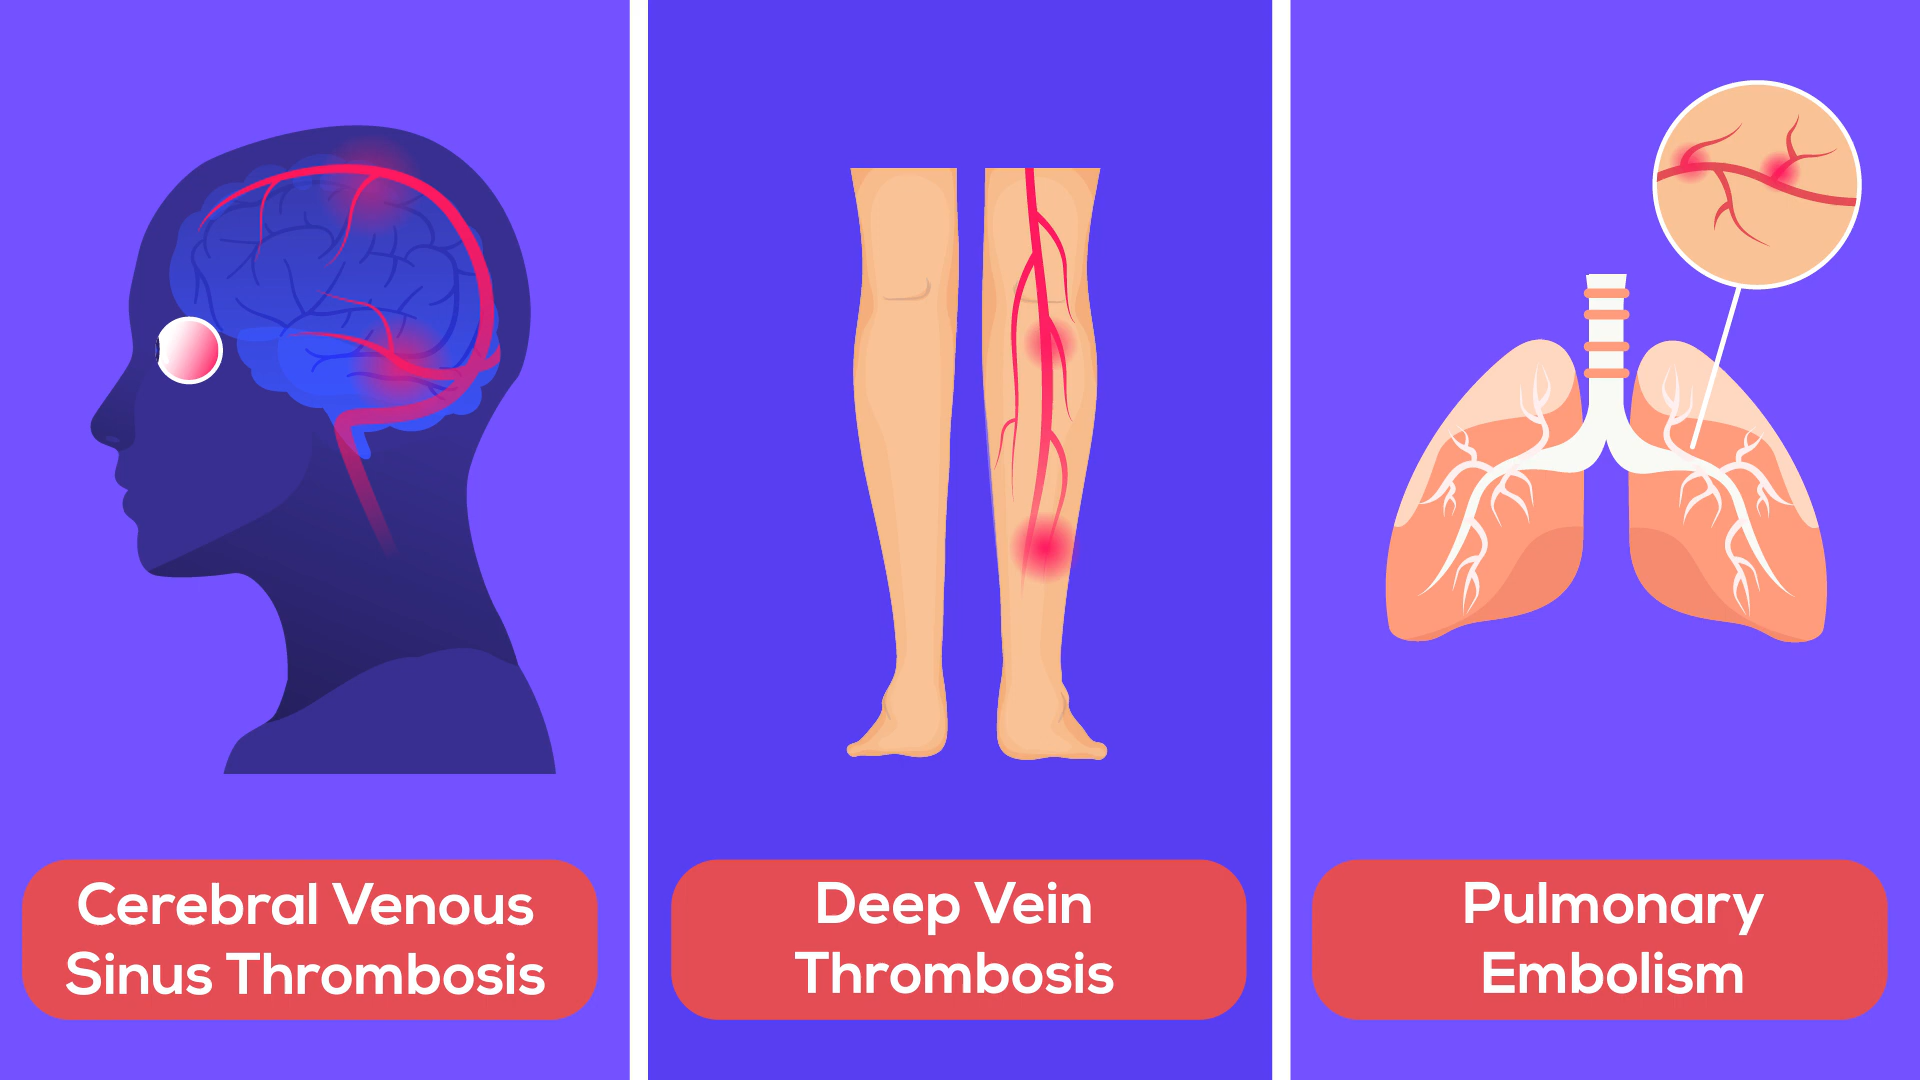 Cerebral Venous
Sinus Thrombosis
Deep Vein
Thrombosis
Pulmonary
Embolism